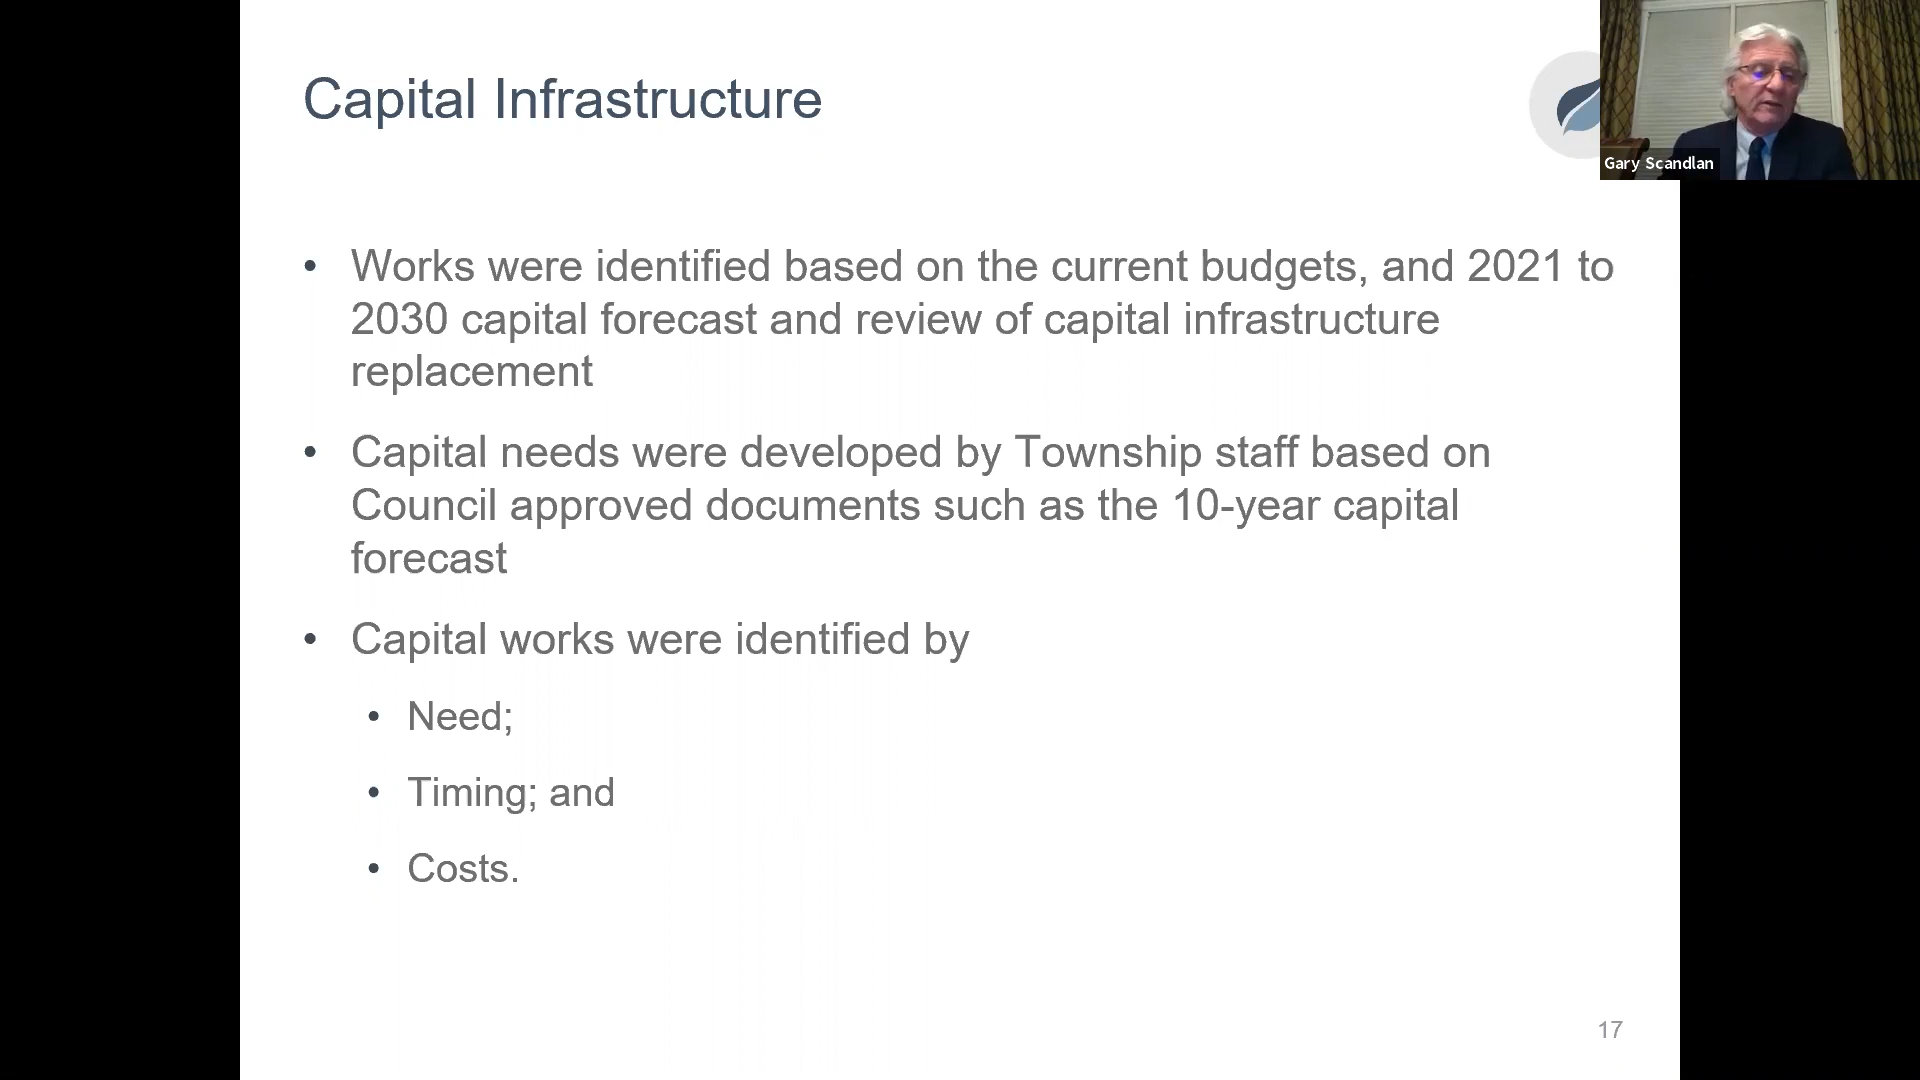 Capital Infrastructure
Gary Scandlan
• Works were identified based on the current budgets, and 2021 to
2030 capital forecast and review of capital infrastructure
replacement
• Capital needs were developed by Township staff based on
Council approved documents such as the 10-year capital
forecast
• Capital works were identified by
• Need;
• Timing; and
• Costs.
17